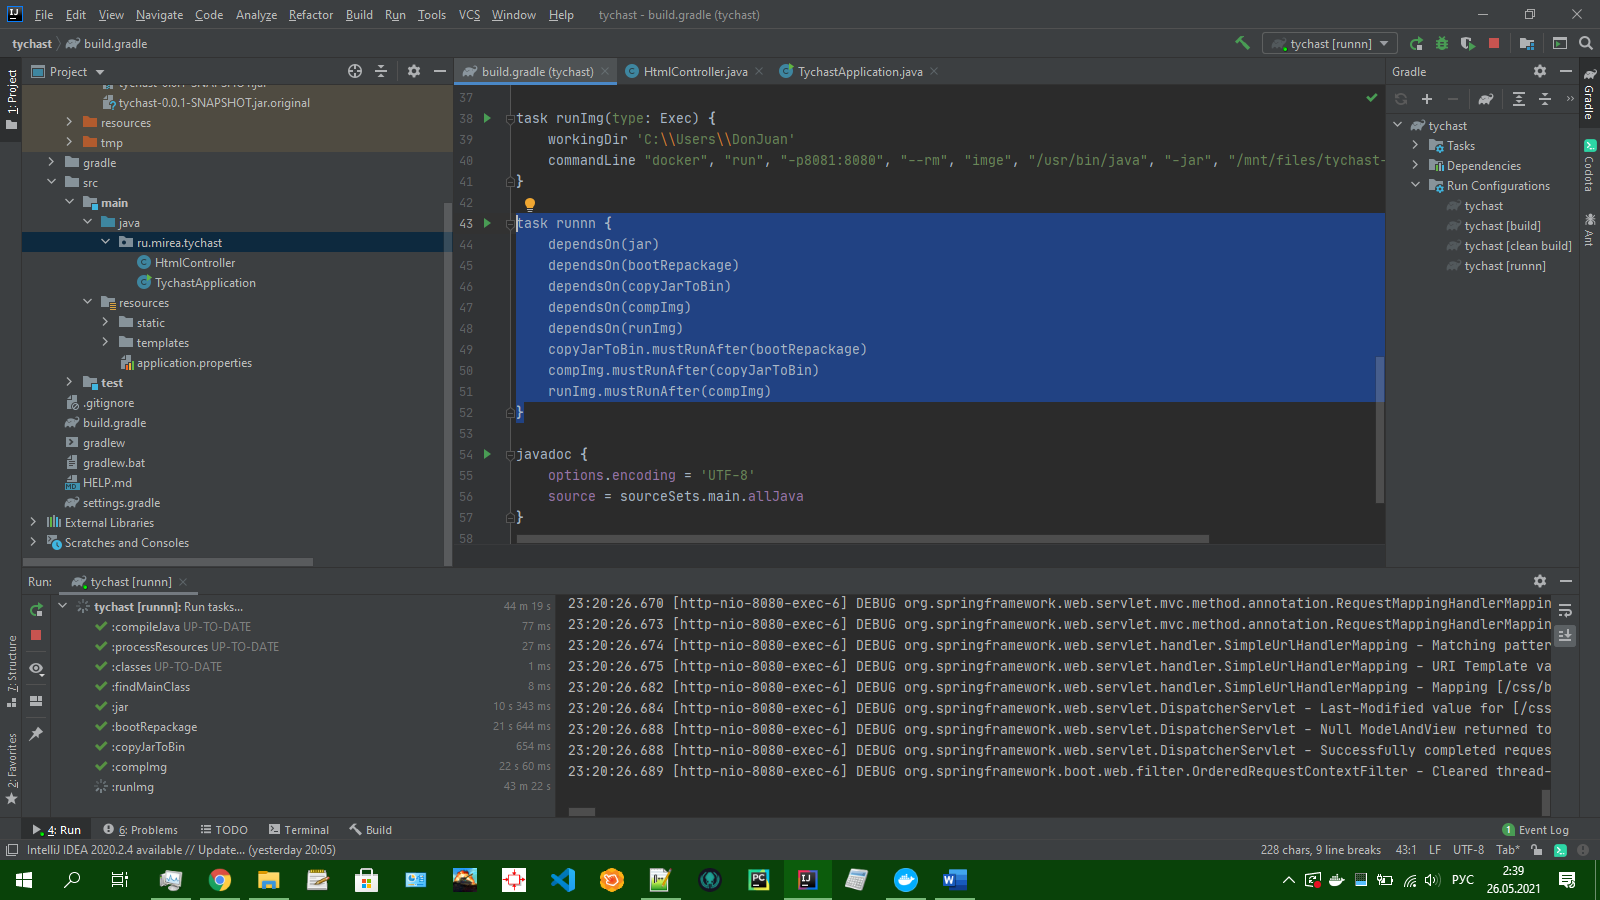 File Edit View Navigate Code Analyze Refactor Build Run Tools VCS Window Help tychast - build.gradle (tychast)
tychast build.gradle
tychast [runnn]
1: Project
Project
build.gradle (tychast)
HtmlController.java
TychastApplication.java
Gradle
tychast-0.0.1-SNAPSHOT.jar
tychast-0.0.1-SNAPSHOT.jar.original
resources
tmp
gradle
src
main
java
ru.mirea.tychast
HtmlController
TychastApplication
resources
static
templates
application.properties
test
.gitignore
build.gradle
gradlew
gradlew.bat
HELP.md
settings.gradle
External Libraries
Scratches and Consoles
37
38 task runImg(type: Exec) {
39 workingDir 'C:\\Users\\DonJuan'
40 commandLine "docker", "run", "-p8081:8080", "--rm", "imge", "/usr/bin/java", "-jar", "/mnt/files/tychast-
41 }
42
43 task runnn {
44 dependsOn(jar)
45 dependsOn(bootRepackage)
46 dependsOn(copyJarToBin)
47 dependsOn(compImg)
48 dependsOn(runImg)
49 copyJarToBin.mustRunAfter(bootRepackage)
50 compImg.mustRunAfter(copyJarToBin)
51 runImg.mustRunAfter(compImg)
52 }
53
54 javadoc {
55 options.encoding = 'UTF-8'
56 source = sourceSets.main.allJava
57 }
58
tychast
Tasks
Dependencies
Run Configurations
tychast
tychast [build]
tychast [clean build]
tychast [runnn]
Gradle
Codota
Ant
Run: tychast [runnn]
tychast [runnn]: Run tasks... 44 m 19 s
:compileJava UP-TO-DATE 77 ms
:processResources UP-TO-DATE 27 ms
:classes UP-TO-DATE 1 ms
:findMainClass 8 ms
:jar 10 s 343 ms
:bootRepackage 21 s 644 ms
:copyJarToBin 654 ms
:compImg 22 s 60 ms
:runImg 43 m 22 s
23:20:26.670 [http-nio-8080-exec-6] DEBUG org.springframework.web.servlet.mvc.method.annotation.RequestMappingHandlerMappin
23:20:26.673 [http-nio-8080-exec-6] DEBUG org.springframework.web.servlet.mvc.method.annotation.RequestMappingHandlerMappin
23:20:26.674 [http-nio-8080-exec-6] DEBUG org.springframework.web.servlet.handler.SimpleUrlHandlerMapping - Matching patter
23:20:26.675 [http-nio-8080-exec-6] DEBUG org.springframework.web.servlet.handler.SimpleUrlHandlerMapping - URI Template va
23:20:26.682 [http-nio-8080-exec-6] DEBUG org.springframework.web.servlet.handler.SimpleUrlHandlerMapping - Mapping [/css/b
23:20:26.684 [http-nio-8080-exec-6] DEBUG org.springframework.web.servlet.DispatcherServlet - Last-Modified value for [/css
23:20:26.688 [http-nio-8080-exec-6] DEBUG org.springframework.web.servlet.DispatcherServlet - Null ModelAndView returned to
23:20:26.688 [http-nio-8080-exec-6] DEBUG org.springframework.web.servlet.DispatcherServlet - Successfully completed reques
23:20:26.689 [http-nio-8080-exec-6] DEBUG org.springframework.boot.web.filter.OrderedRequestContextFilter - Cleared thread-
7: Structure
2: Favorites
4: Run 6: Problems TODO Terminal Build
1 Event Log
IntelliJ IDEA 2020.2.4 available // Update... (yesterday 20:05)
228 chars, 9 line breaks 43:1 LF UTF-8 Tab*
РУС
2:39
26.05.2021